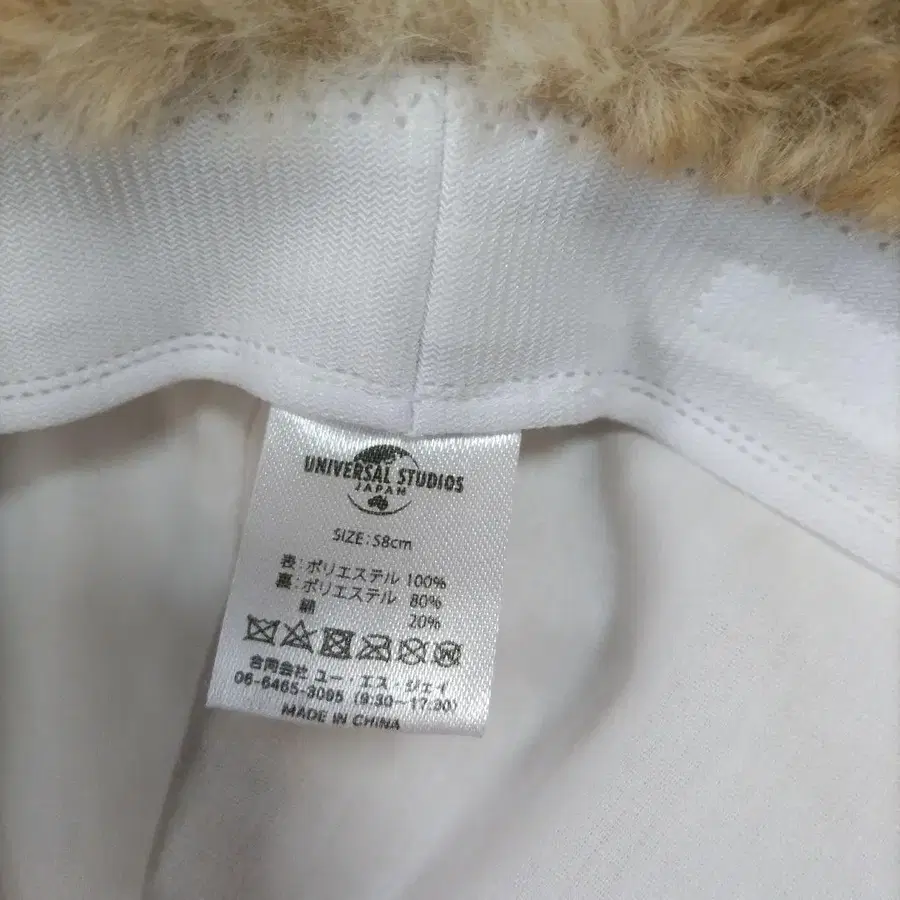 UNIVERSAL STUDIOS
JAPAN
SIZE:58cm
表:ポリエステル 100%
裏:ポリエステル 80%
綿 20%
合同会社 ユー・エス・ジェイ
06-6465-3095 (9:30-17:30)
MADE IN CHINA